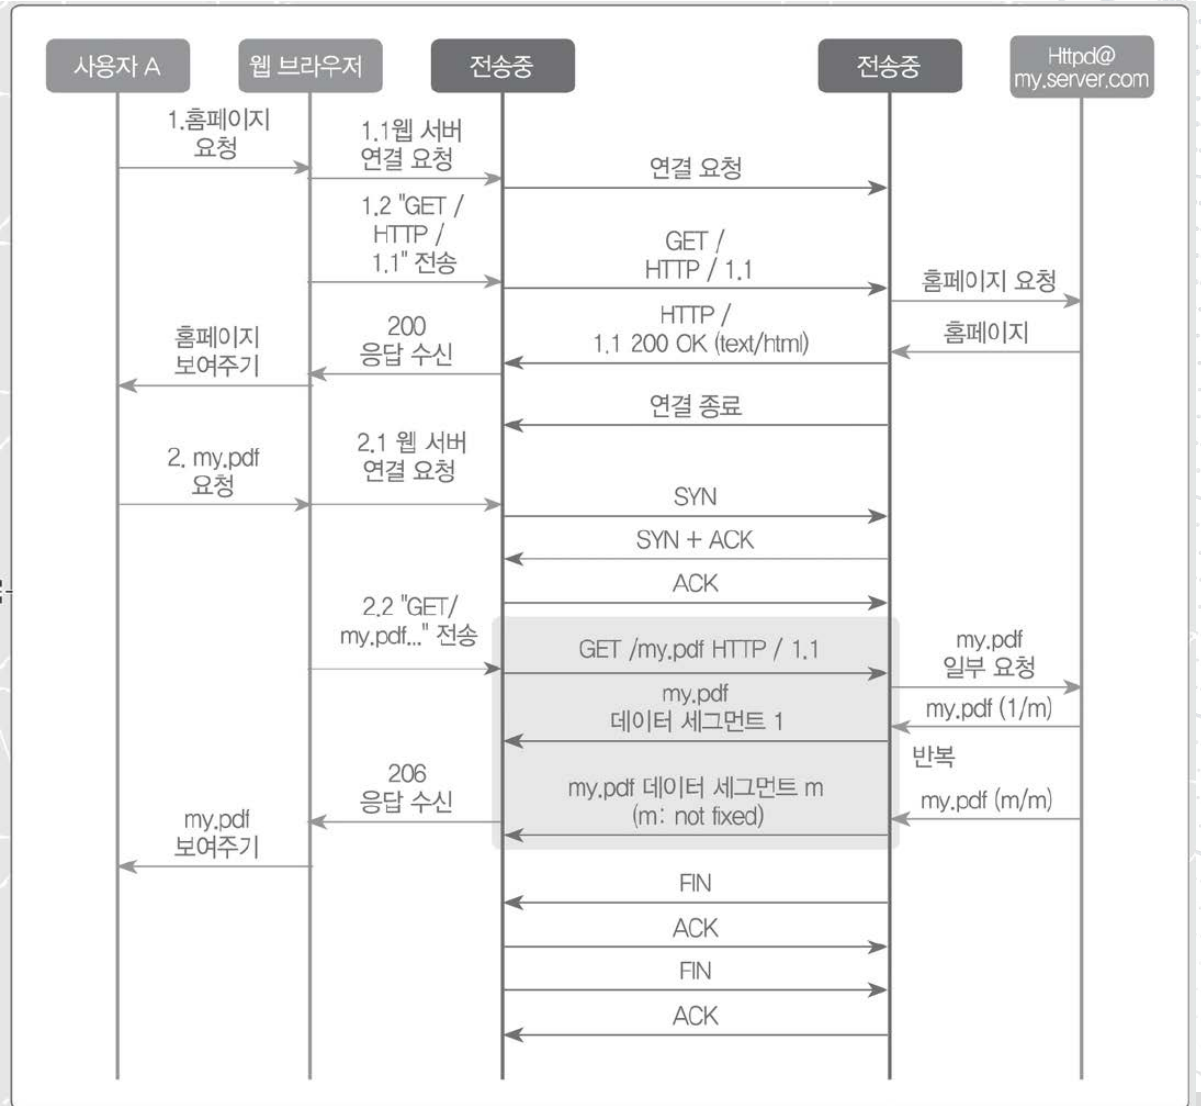 사용자 A
웹 브라우저
전송중
전송중
Httpd@
my.server.com
1.홈페이지
요청
1.1웹 서버
연결 요청
연결 요청
1.2 "GET /
HTTP /
1.1" 전송
GET /
HTTP / 1.1
홈페이지 요청
HTTP /
1.1 200 OK (text/html)
홈페이지
200
응답 수신
홈페이지
보여주기
연결 종료
2. my.pdf
요청
2.1 웹 서버
연결 요청
SYN
SYN + ACK
ACK
2.2 "GET/
my.pdf..." 전송
GET /my.pdf HTTP / 1.1
my.pdf
일부 요청
my.pdf
데이터 세그먼트 1
my.pdf (1/m)
반복
206
응답 수신
my.pdf 데이터 세그먼트 m
(m: not fixed)
my.pdf (m/m)
my.pdf
보여주기
FIN
ACK
FIN
ACK